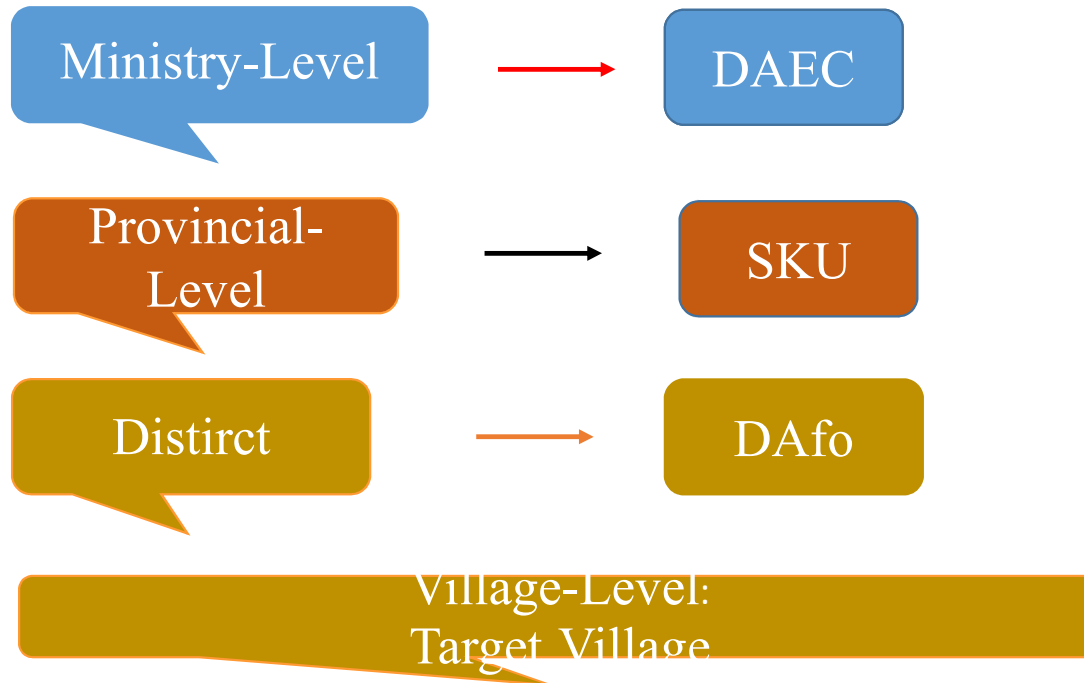 Ministry-Level
DAEC
Provincial-
Level
SKU
Distirct
DAfo
Village-Level:
Target Village